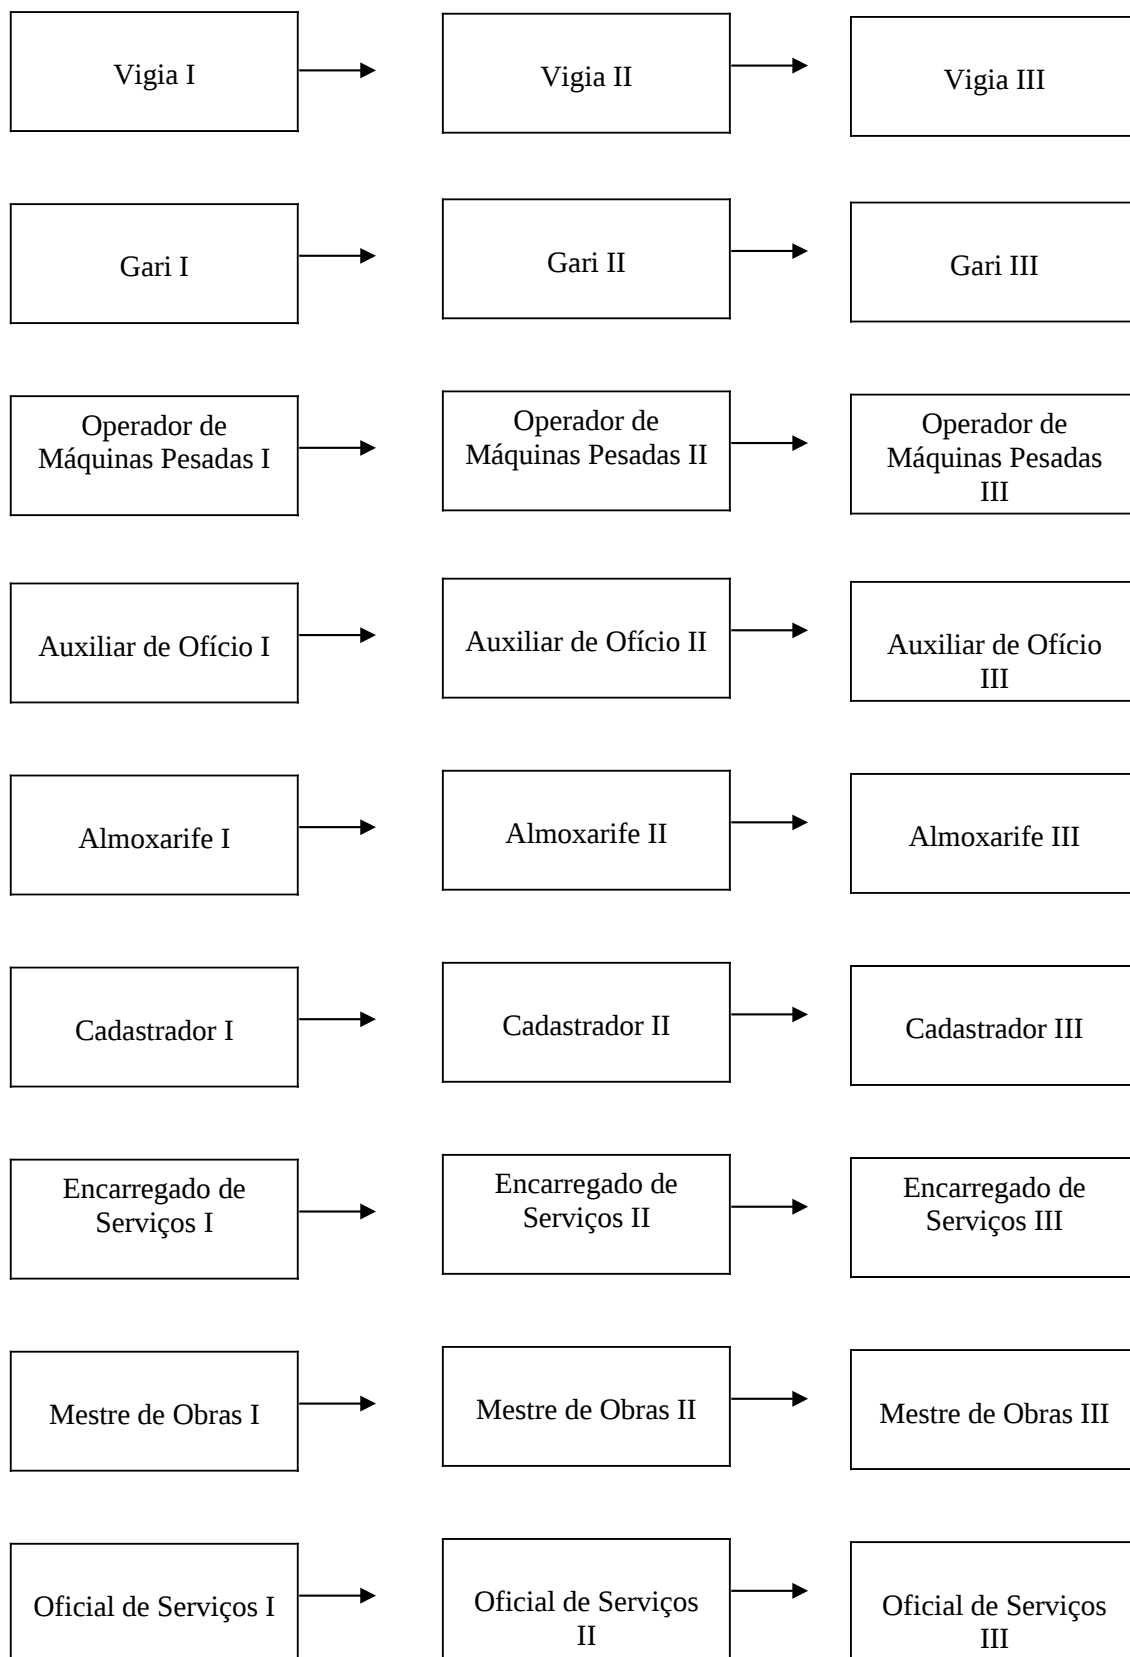 Vigia I
Vigia II
Vigia III
Gari I
Gari II
Gari III
Operador de
Máquinas Pesadas I
Operador de
Máquinas Pesadas II
Operador de
Máquinas Pesadas
III
Auxiliar de Ofício I
Auxiliar de Ofício II
Auxiliar de Ofício
III
Almoxarife I
Almoxarife II
Almoxarife III
Cadastrador I
Cadastrador II
Cadastrador III
Encarregado de
Serviços I
Encarregado de
Serviços II
Encarregado de
Serviços III
Mestre de Obras I
Mestre de Obras II
Mestre de Obras III
Oficial de Serviços I
Oficial de Serviços
II
Oficial de Serviços
III